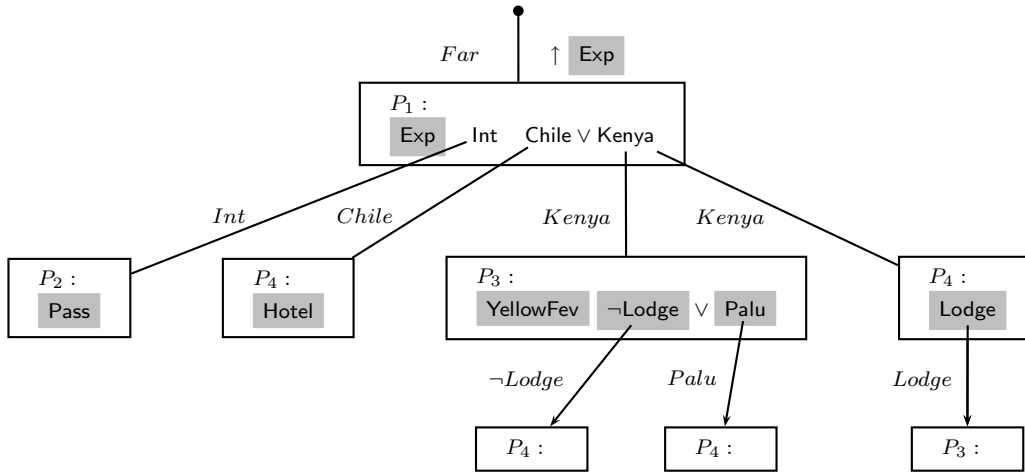 Far ↑ Exp
P₁ :
Exp Int Chile ∨ Kenya
Int Chile Kenya Kenya
P₂ : P₄ : P₃ : P₄ :
Pass Hotel YellowFev ¬Lodge ∨ Palu Lodge
¬Lodge Palu Lodge
P₄ : P₄ : P₃ :